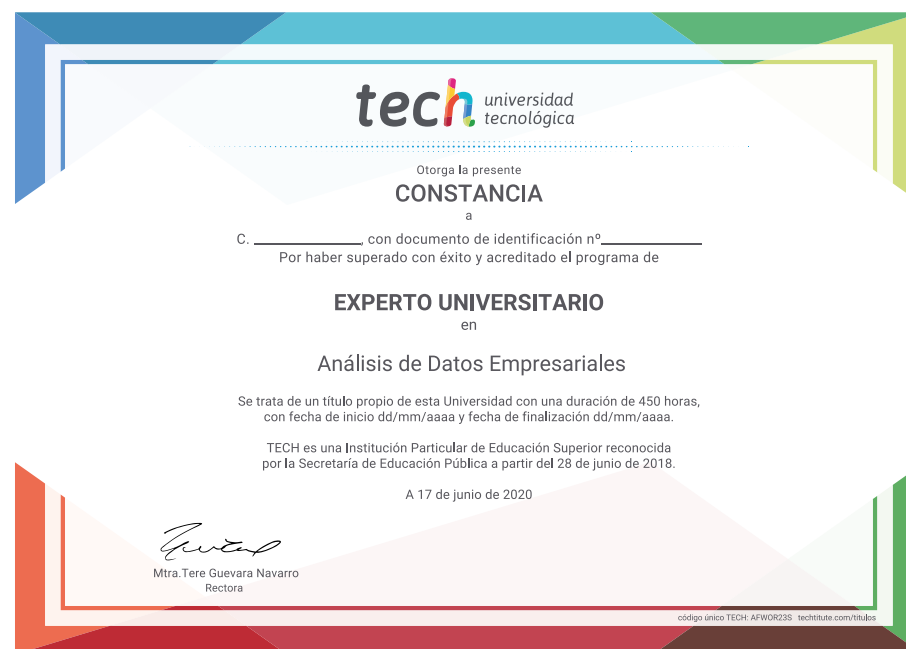 tech universidad
tecnológica
Otorga la presente
CONSTANCIA
a
C. ____________, con documento de identificación nº____________
Por haber superado con éxito y acreditado el programa de
EXPERTO UNIVERSITARIO
en
Análisis de Datos Empresariales
Se trata de un título propio de esta Universidad con una duración de 450 horas,
con fecha de inicio dd/mm/aaaa y fecha de finalización dd/mm/aaaa.
TECH es una Institución Particular de Educación Superior reconocida
por la Secretaría de Educación Pública a partir del 28 de junio de 2018.
A 17 de junio de 2020
Mtra.Tere Guevara Navarro
Rectora
código único TECH: AFWOR23S techtitute.com/titulos